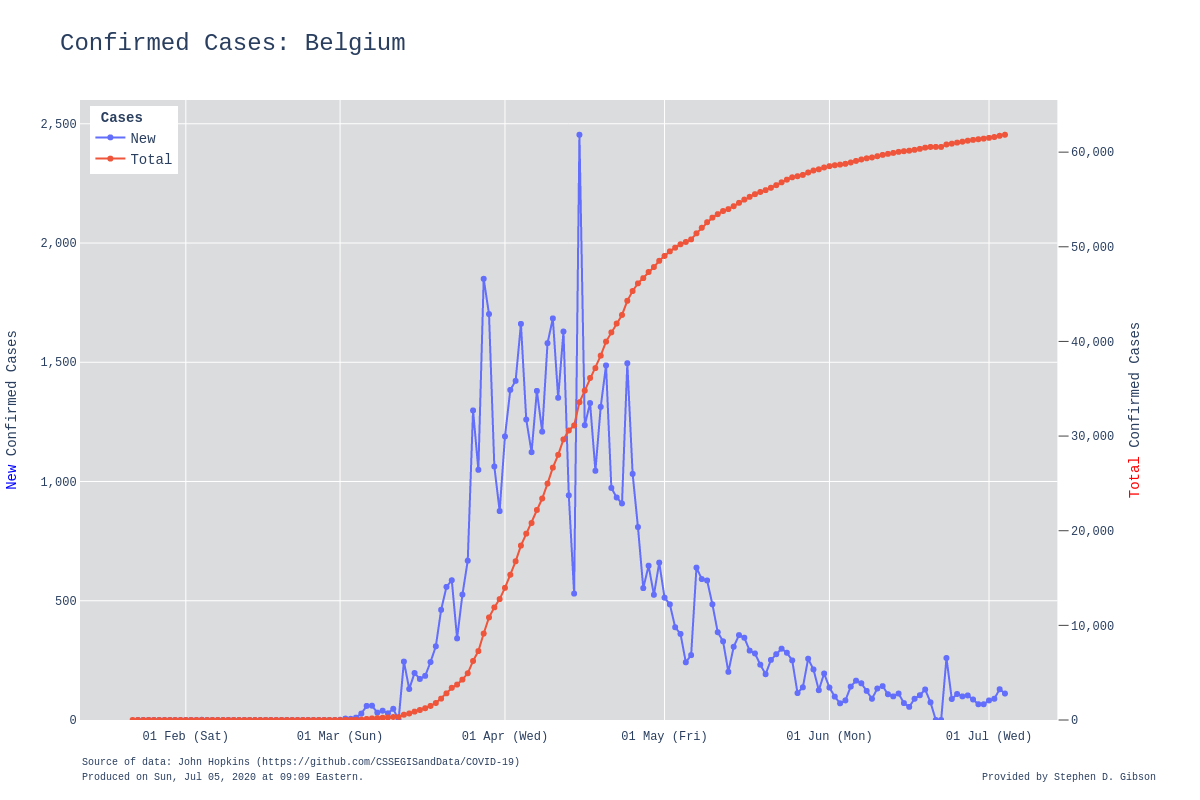 Confirmed Cases: Belgium
Cases
New
Total
2,500
2,000
1,500
1,000
500
0
New Confirmed Cases
60,000
50,000
40,000
30,000
20,000
10,000
0
Total Confirmed Cases
01 Feb (Sat)
01 Mar (Sun)
01 Apr (Wed)
01 May (Fri)
01 Jun (Mon)
01 Jul (Wed)
Source of data: John Hopkins (https://github.com/CSSEGISandData/COVID-19)
Produced on Sun, Jul 05, 2020 at 09:09 Eastern.
Provided by Stephen D. Gibson